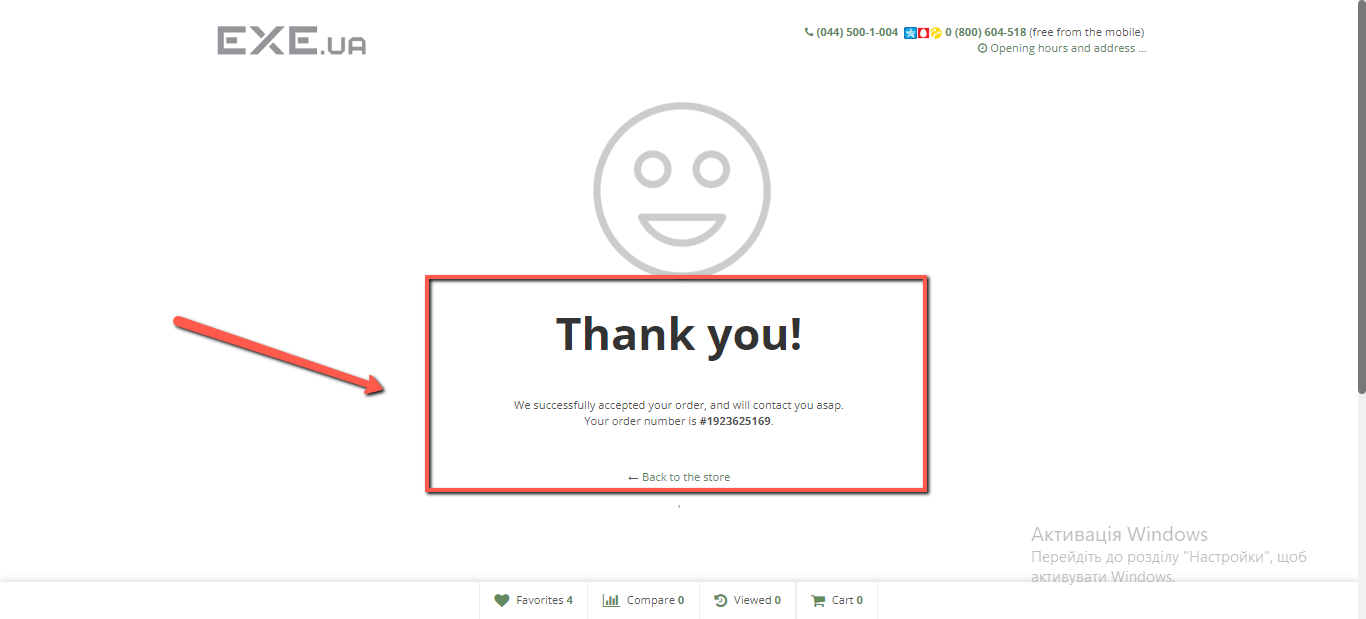 EXE.UA
(044) 500-1-004 0 (800) 604-518 (free from the mobile)
Opening hours and address ...
Thank you!
We successfully accepted your order, and will contact you asap.
Your order number is #1923625169.
← Back to the store
,
Активація Windows
Перейдіть до розділу "Настройки", щоб
активувати Windows.
Favorites 4
Compare 0
Viewed 0
Cart 0